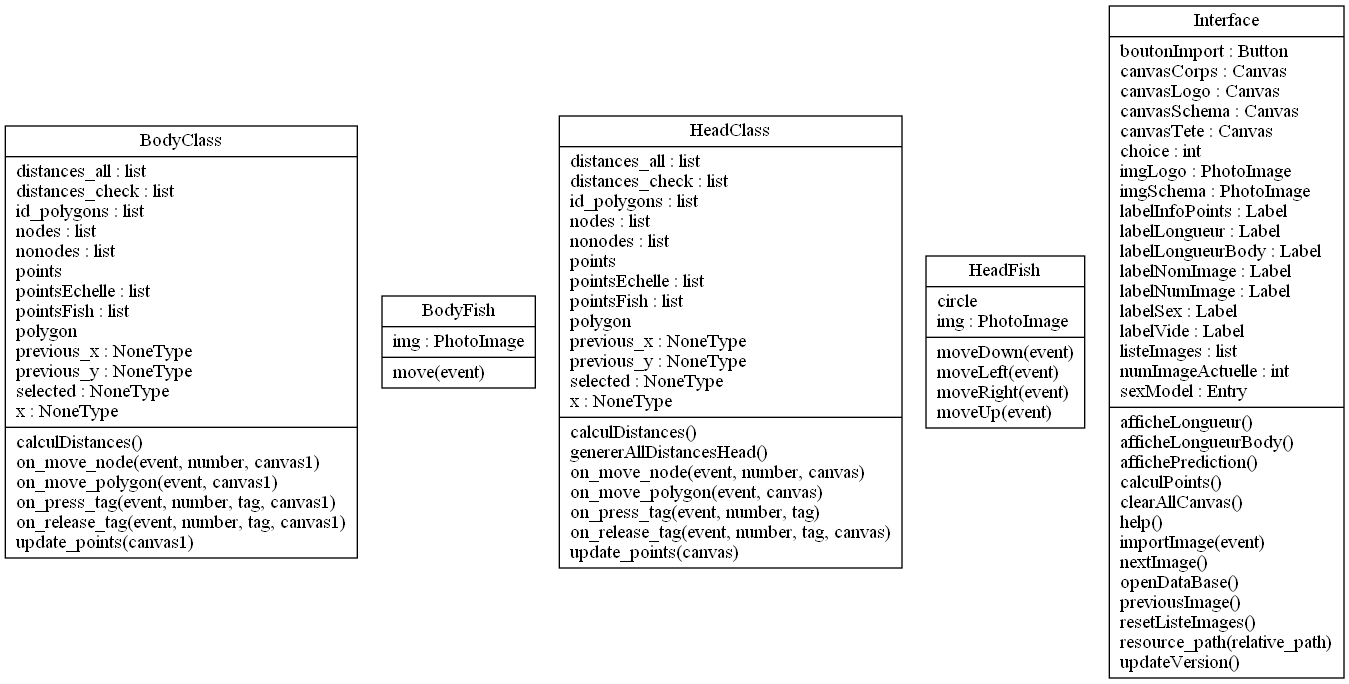 BodyClass
distances_all : list
distances_check : list
id_polygons : list
nodes : list
nonodes : list
points
pointsEchelle : list
pointsFish : list
polygon
previous_x : NoneType
previous_y : NoneType
selected : NoneType
x : NoneType
calculDistances()
on_move_node(event, number, canvas1)
on_move_polygon(event, canvas1)
on_press_tag(event, number, tag, canvas1)
on_release_tag(event, number, tag, canvas1)
update_points(canvas1)
BodyFish
img : PhotoImage
move(event)
HeadClass
distances_all : list
distances_check : list
id_polygons : list
nodes : list
nonodes : list
points
pointsEchelle : list
pointsFish : list
polygon
previous_x : NoneType
previous_y : NoneType
selected : NoneType
x : NoneType
calculDistances()
genererAllDistancesHead()
on_move_node(event, number, canvas)
on_move_polygon(event, canvas)
on_press_tag(event, number, tag)
on_release_tag(event, number, tag, canvas)
update_points(canvas)
HeadFish
circle
img : PhotoImage
moveDown(event)
moveLeft(event)
moveRight(event)
moveUp(event)
Interface
boutonImport : Button
canvasCorps : Canvas
canvasLogo : Canvas
canvasSchema : Canvas
canvasTete : Canvas
choice : int
imgLogo : PhotoImage
imgSchema : PhotoImage
labelInfoPoints : Label
labelLongueur : Label
labelLongueurBody : Label
labelNomImage : Label
labelNumImage : Label
labelSex : Label
labelVide : Label
listeImages : list
numImageActuelle : int
sexModel : Entry
afficheLongueur()
afficheLongueurBody()
affichePrediction()
calculPoints()
clearAllCanvas()
help()
importImage(event)
nextImage()
openDataBase()
previousImage()
resetListeImages()
resource_path(relative_path)
updateVersion()